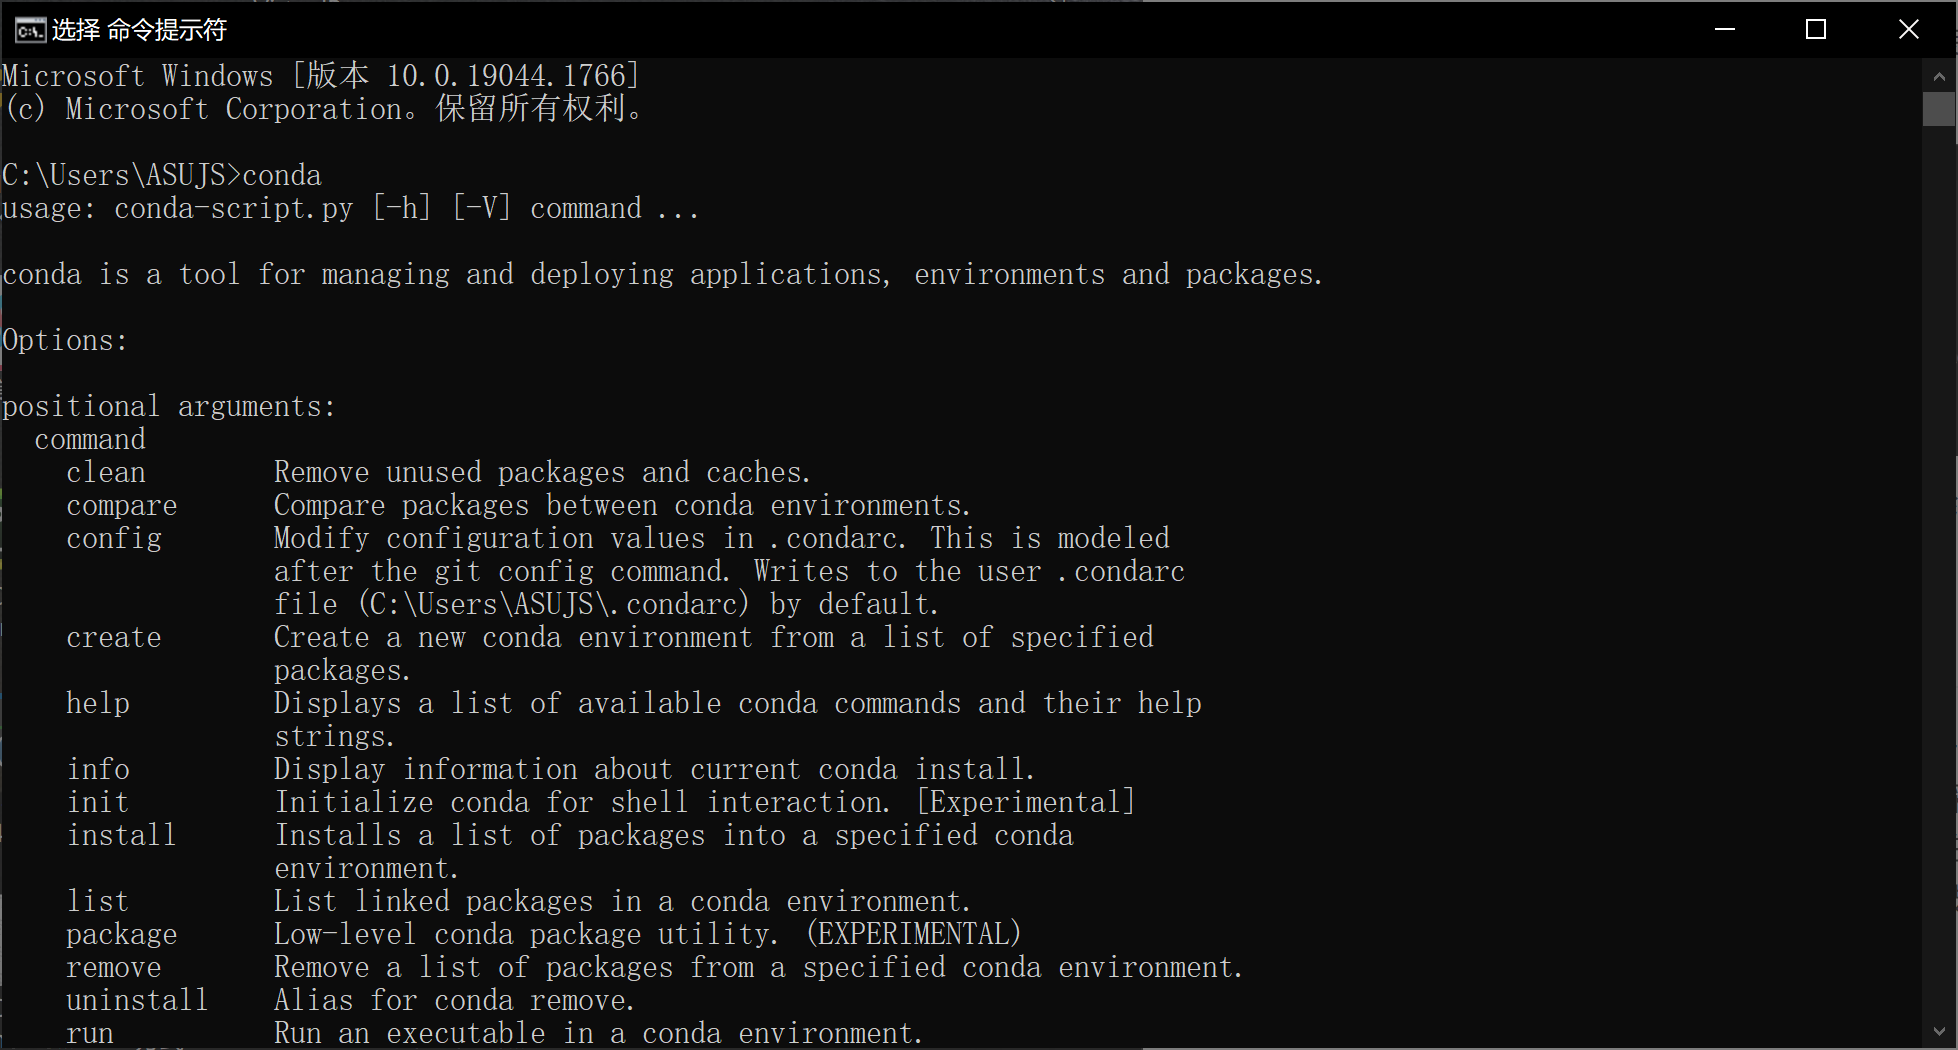 选择 命令提示符
Microsoft Windows [版本 10.0.19044.1766]
(c) Microsoft Corporation。保留所有权利。
C:\Users\ASUJS>conda
usage: conda-script.py [-h] [-V] command ...
conda is a tool for managing and deploying applications, environments and packages.
Options:
positional arguments:
  command
    clean        Remove unused packages and caches.
    compare      Compare packages between conda environments.
    config       Modify configuration values in .condarc. This is modeled
                 after the git config command. Writes to the user .condarc
                 file (C:\Users\ASUJS\.condarc) by default.
    create       Create a new conda environment from a list of specified
                 packages.
    help         Displays a list of available conda commands and their help
                 strings.
    info         Display information about current conda install.
    init         Initialize conda for shell interaction. [Experimental]
    install      Installs a list of packages into a specified conda
                 environment.
    list         List linked packages in a conda environment.
    package      Low-level conda package utility. (EXPERIMENTAL)
    remove       Remove a list of packages from a specified conda environment.
    uninstall    Alias for conda remove.
    run          Run an executable in a conda environment.